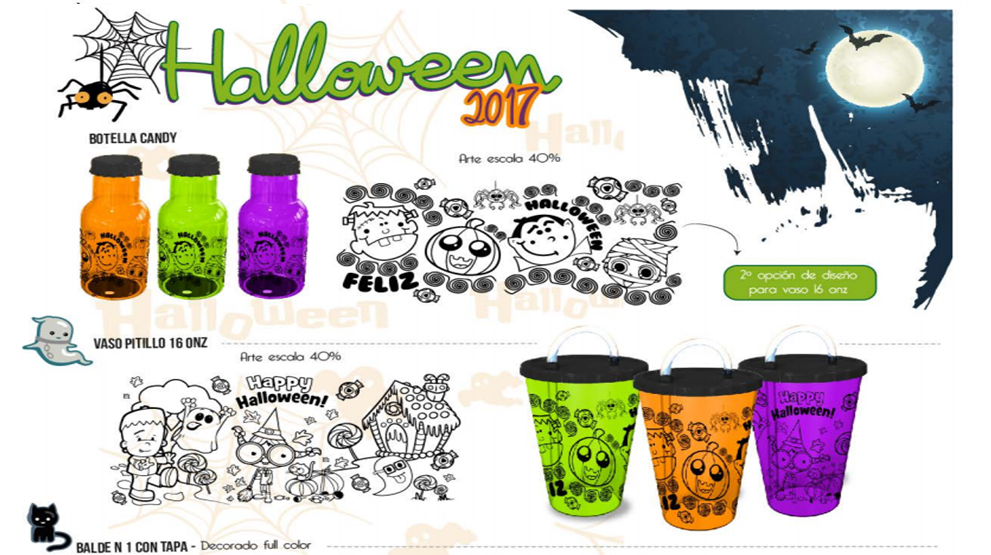 Halloween
2017
BOTELLA CANDY
Arte escala 40%
HALLOWEEN
FELIZ
2ª opción de diseño
para vaso 16 onz
VASO PITILLO 16 ONZ
Arte escala 40%
Happy
Halloween!
Happy
Halloween!
BALDE N 1 CON TAPA - Decorado full color